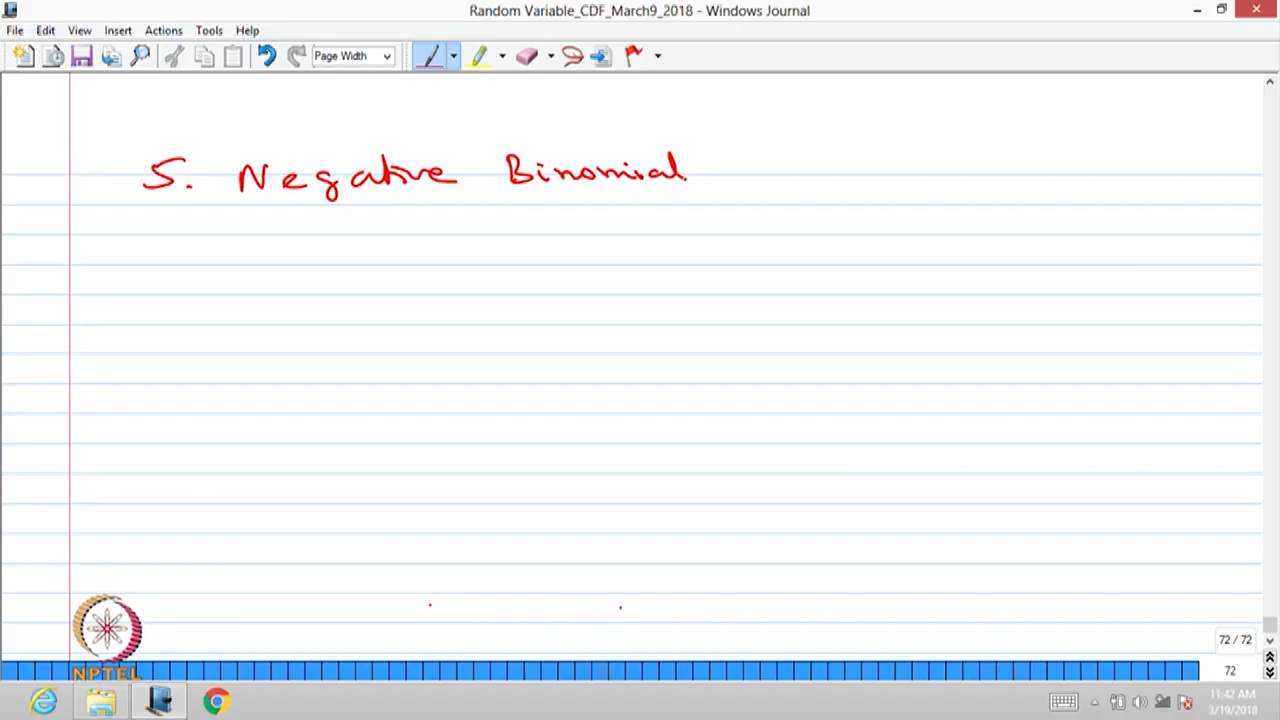 Random Variable_CDF_March9_2018 - Windows Journal
File Edit View Insert Actions Tools Help
Page Width
5. Negative Binomial
72 / 72
72
NPTEL
11:42 AM
3/19/2018